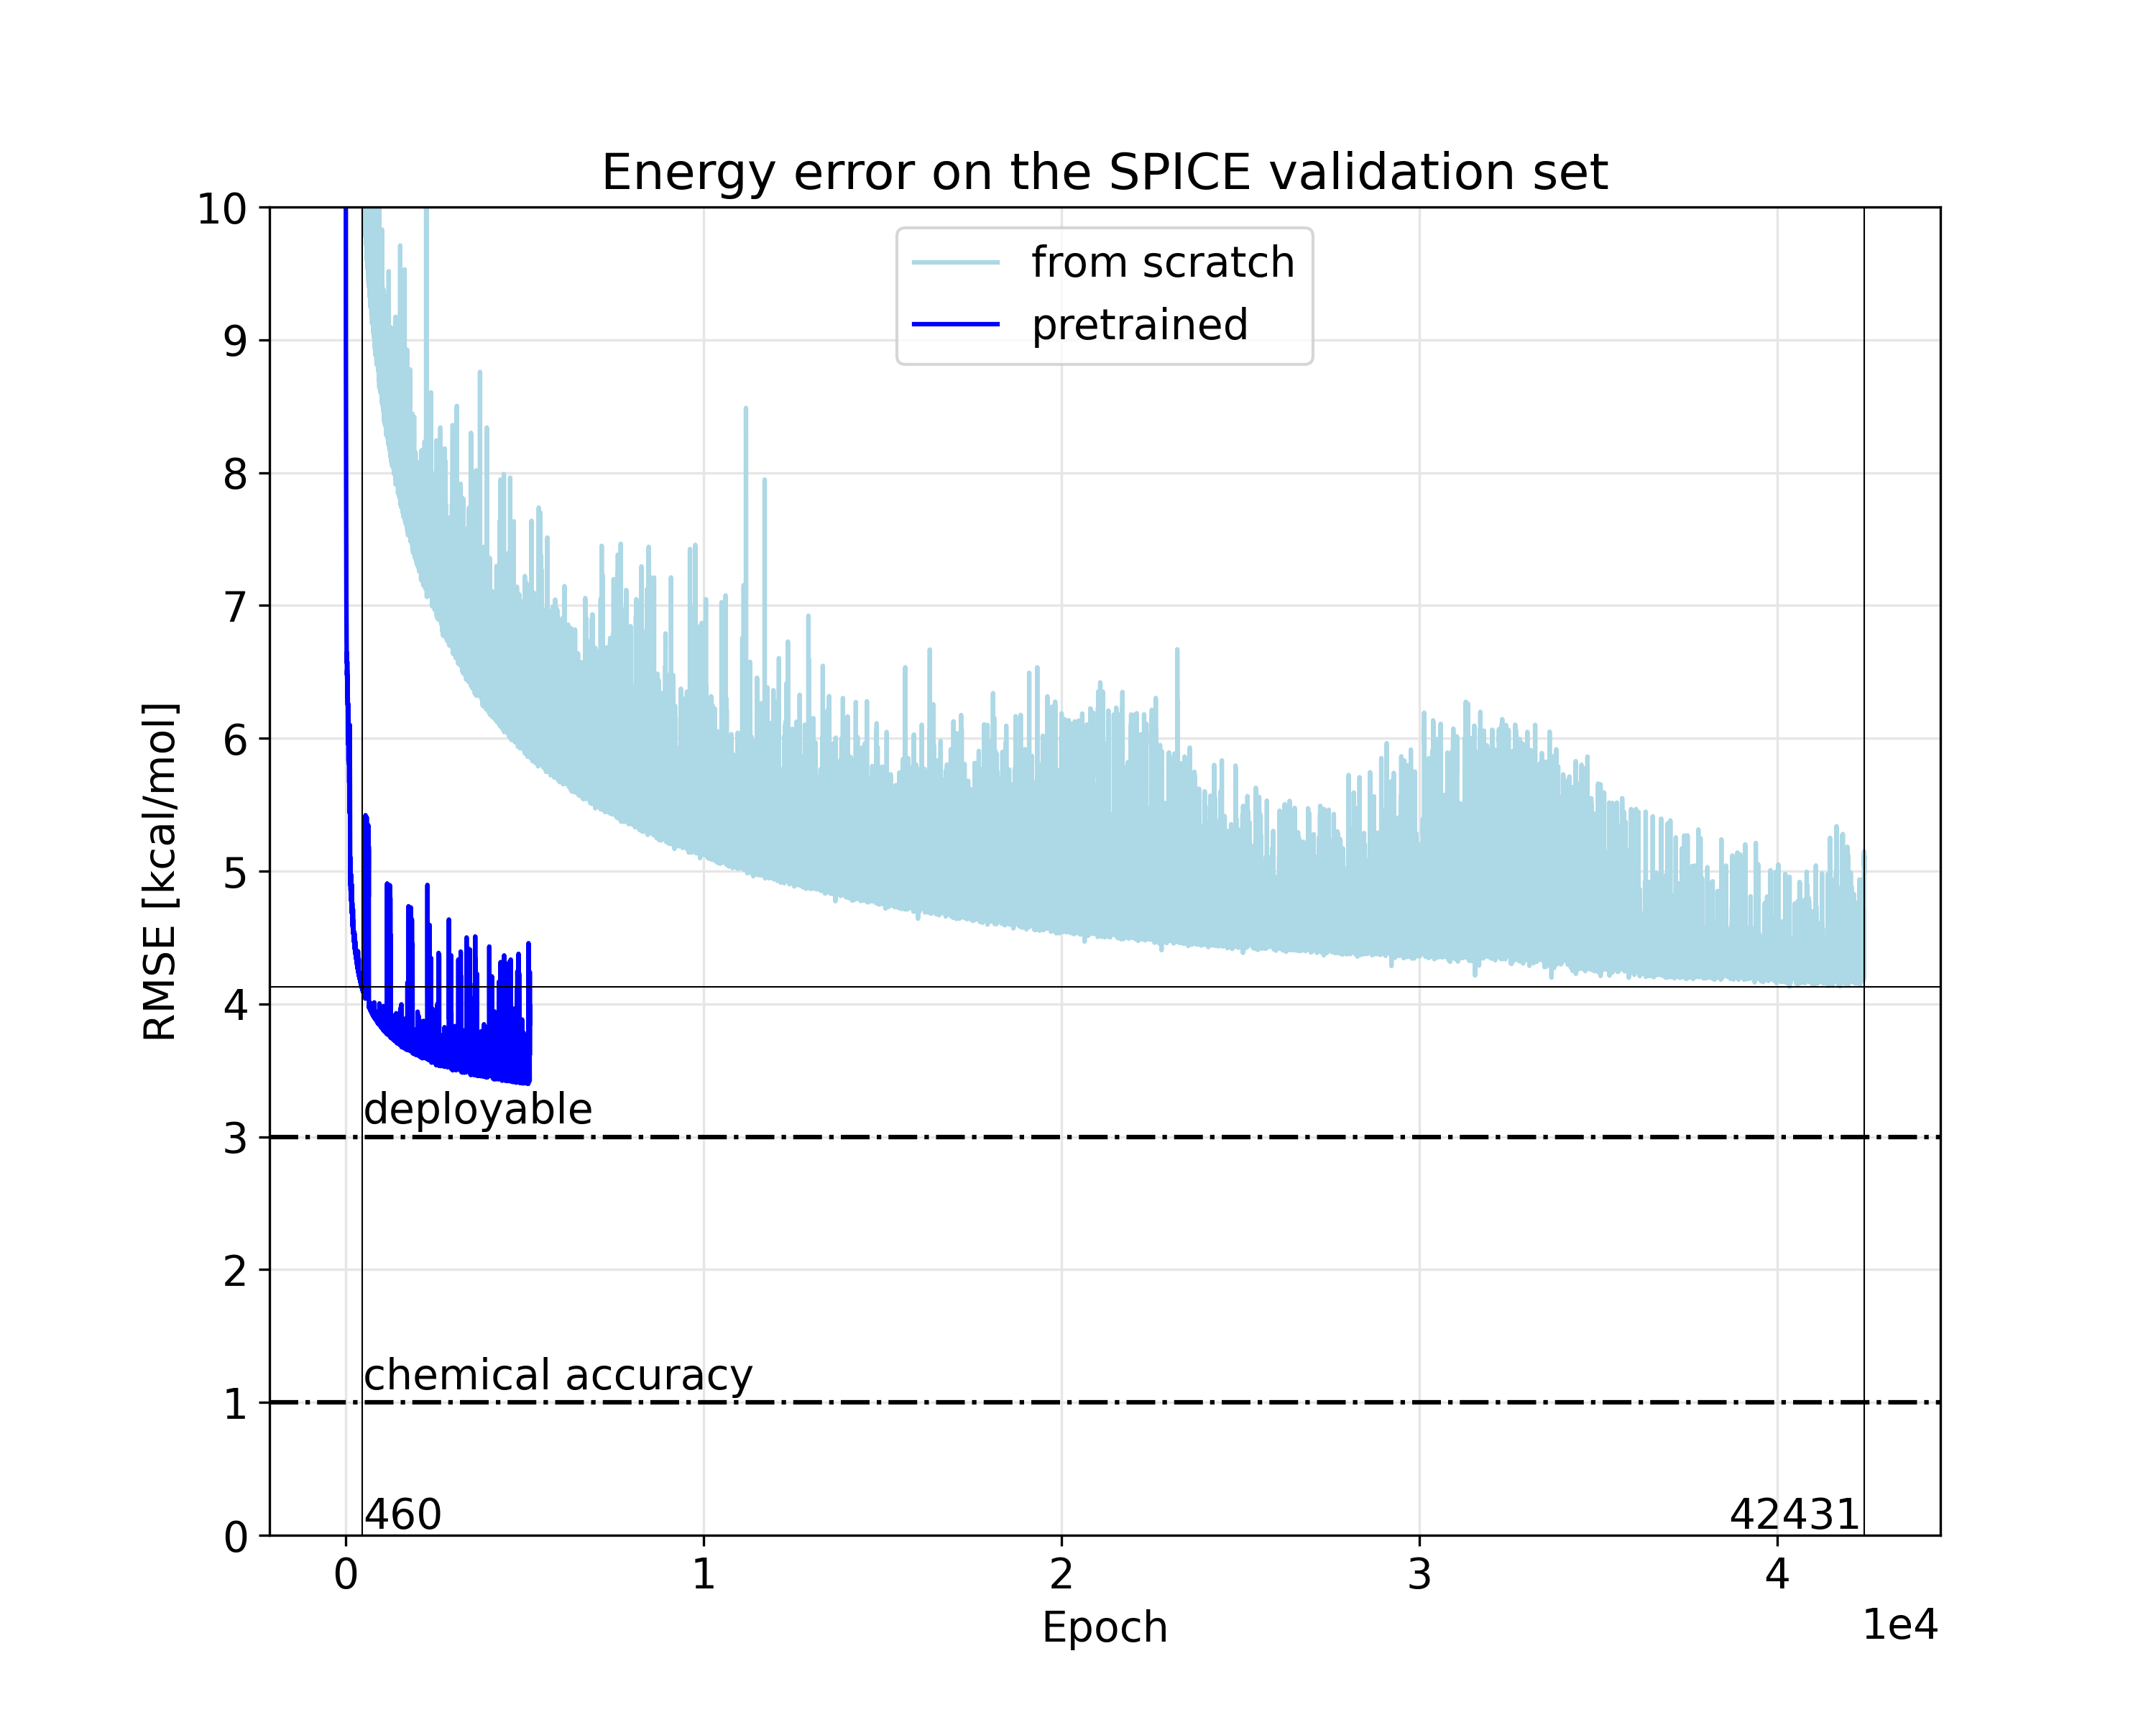 Energy error on the SPICE validation set
from scratch
pretrained
RMSE [kcal/mol]
10
9
8
7
6
5
4
3
2
1
0
deployable
chemical accuracy
460
42431
0 1 2 3 4
Epoch
1e4